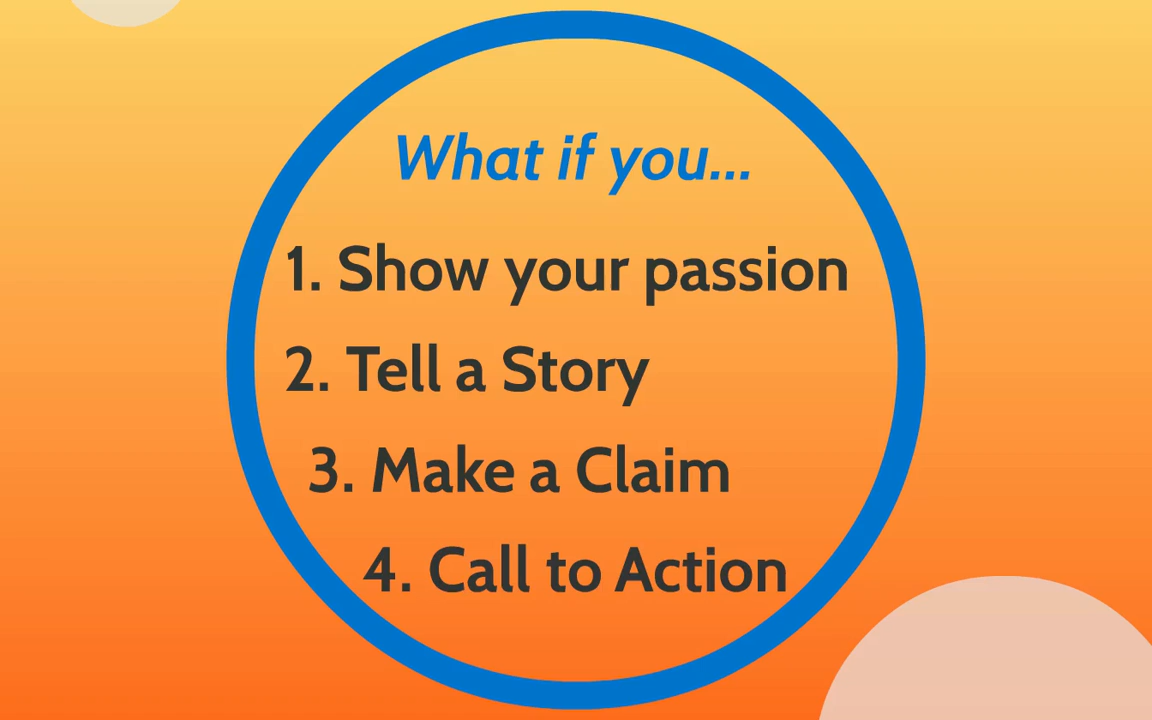 What if you...
1. Show your passion
2. Tell a Story
3. Make a Claim
4. Call to Action